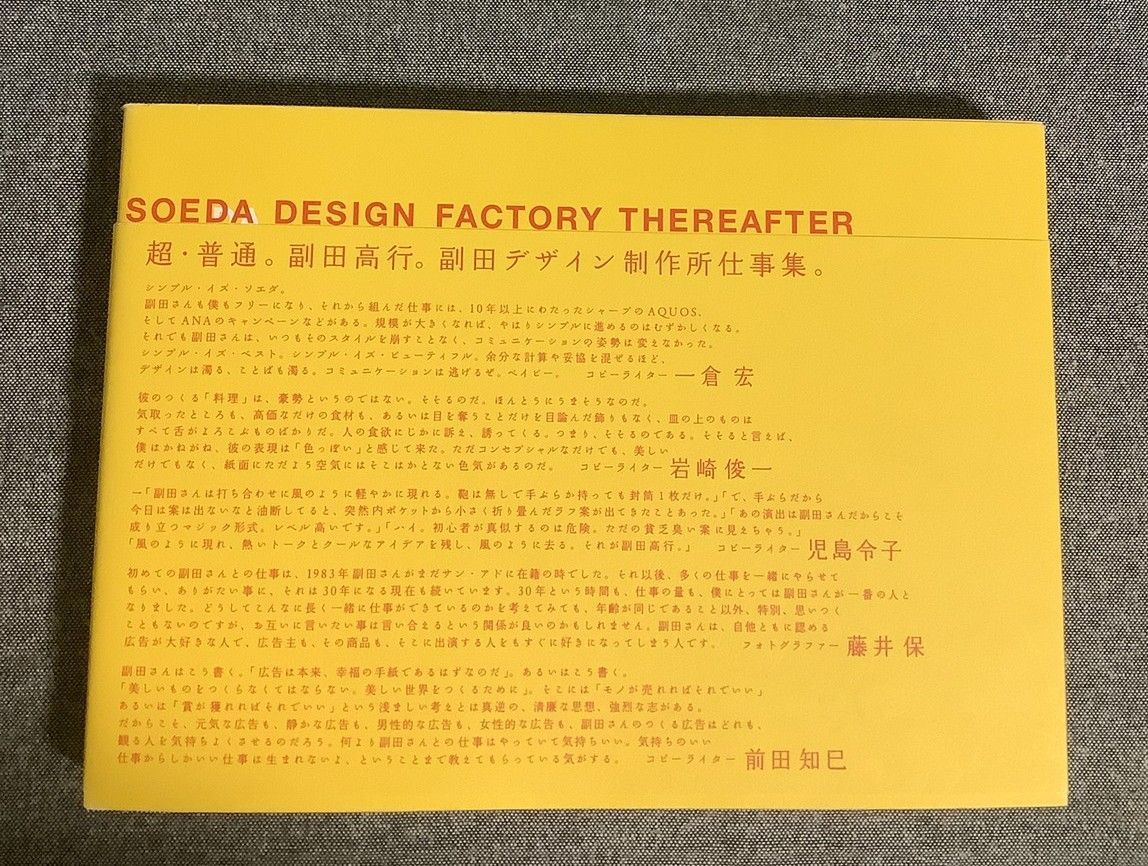 SOEDA DESIGN FACTORY THEREAFTER
超・普通。副田高行。副田デザイン制作所仕事集。
シンプル・イズ・ソエダ。
副田さんも僕もフリーになり、それから組んだ仕事には、10年以上にわたったシャープのAQUOS、
そしてANAのキャンペーンなどがある。規模が大きくなれば、やはりシンプルに進めるのはむずかしくなる。
それでも副田さんは、いつもそのスタイルを崩すことなく、コミュニケーションの姿勢は変えなかった。
シンプル・イズ・ベスト。シンプル・イズ・ビューティフル。余分な計算や妥協を混ぜるほど、
デザインは濁る、ことばも濁る。コミュニケーションは逃げるぜ。ベイビー。 コピーライター 一倉 宏
彼のつくる「料理」は、豪勢というのではない。そそるのだ。ほんとうにうまそうなのだ。
気取ったところも、高価なだけの食材も、あるいは目を奪うことだけを目論んだ飾りもなく、皿の上のものは
すべて舌がよろこぶものばかりだ。人の食欲にじかに訴え、誘ってくる。つまり、そそるのである。そそると言えば、
僕はかねがね、彼の表現は「色っぽい」と感じて来た。ただコンセプシャルなだけでも、美しい
だけでもなく、紙面にただよう空気にはそこはかとない色気があるのだ。 コピーライター 岩崎俊一
―「副田さんは打ち合わせに風のように軽やかに現れる。鞄は無しで手ぶらか持っても封筒1枚だけ。」「で、手ぶらだから
今日は案は出ないなと油断してると、突然内ポケットから小さく折り畳んだラフ案が出てきたことあった。」「あの演出は副田さんだからこそ
成り立つマジック形式。レベル高いです。」「ハイ。初心者が真似するのは危険。ただの貧乏臭い案に見えちゃう。」
「風のように現れ、熱いトークとクールなアイデアを残し、風のように去る。それが副田高行。」 コピーライター 児島令子
初めての副田さんとの仕事は、1983年副田さんがまだサン・アドに在籍の時でした。それ以後、多くの仕事を一緒にやらせて
もらい、ありがたい事に、それは30年になる現在も続いています。30年という時間も、仕事の量も、僕にとっては副田さんが一番の人と
なりました。どうしてこんなに長く一緒に仕事ができているのかを考えてみても、年齢が同じであること以外、特別、思いつく
こともないのですが、お互いに言いたい事は言い合えるという関係が良いのかもしれません。副田さんは、自他ともに認める
広告が大好きな人で、広告主も、その商品も、そこに出演する人をもすぐに好きになってしまう人です。 フォトグラファー 藤井 保
副田さんはこう書く。「広告は本来、幸福の手紙であるはずなのだ」。あるいはこう書く。
「美しいものをつくらなくてはならない。美しい世界をつくるために」。そこには「モノが売れればそれでいい」
あるいは「賞が獲れればそれでいい」という浅ましい考えとは真逆の、清廉な思想、強烈な志がある。
だからこそ、元気な広告も、静かな広告も、男性的な広告も、女性的な広告も、副田さんのつくる広告はどれも、
観る人を気持ちよくさせるのだろう。何より副田さんとの仕事はやっていて気持ちいい。気持ちのいい
仕事からしかいい仕事は生まれないよ、ということまで教えてもらっている気がする。 コピーライター 前田知巳